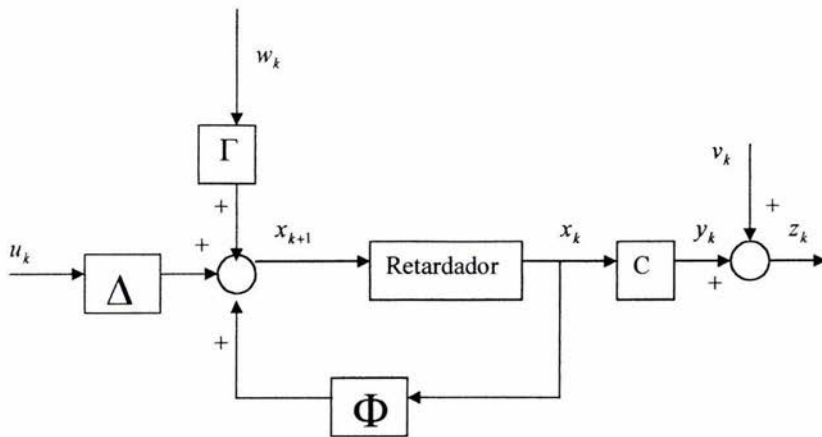 w_k
Γ
v_k
+
+
x_{k+1}
x_k
y_k
z_k
u_k
+
Δ
Retardador
C
+
+
Φ